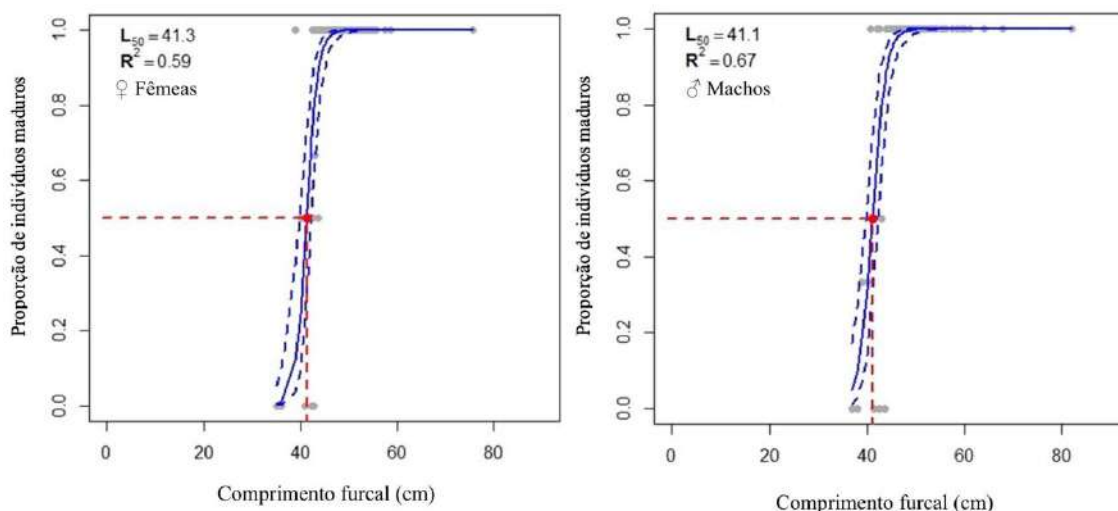 L50 = 41.3
R² = 0.59
♀ Fêmeas
Proporção de indivíduos maduros
0.0 0.2 0.4 0.6 0.8 1.0
0 20 40 60 80
Comprimento furcal (cm)
L50 = 41.1
R² = 0.67
♂ Machos
Proporção de indivíduos maduros
0.0 0.2 0.4 0.6 0.8 1.0
0 20 40 60 80
Comprimento furcal (cm)